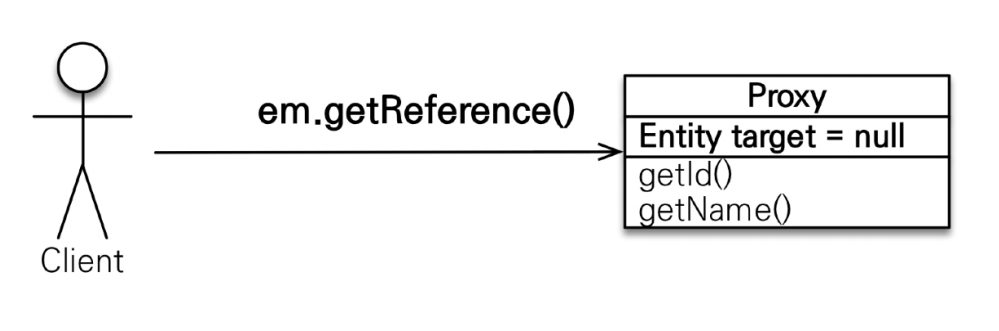 em.getReference()
Proxy
Entity target = null
getId()
getName()
Client